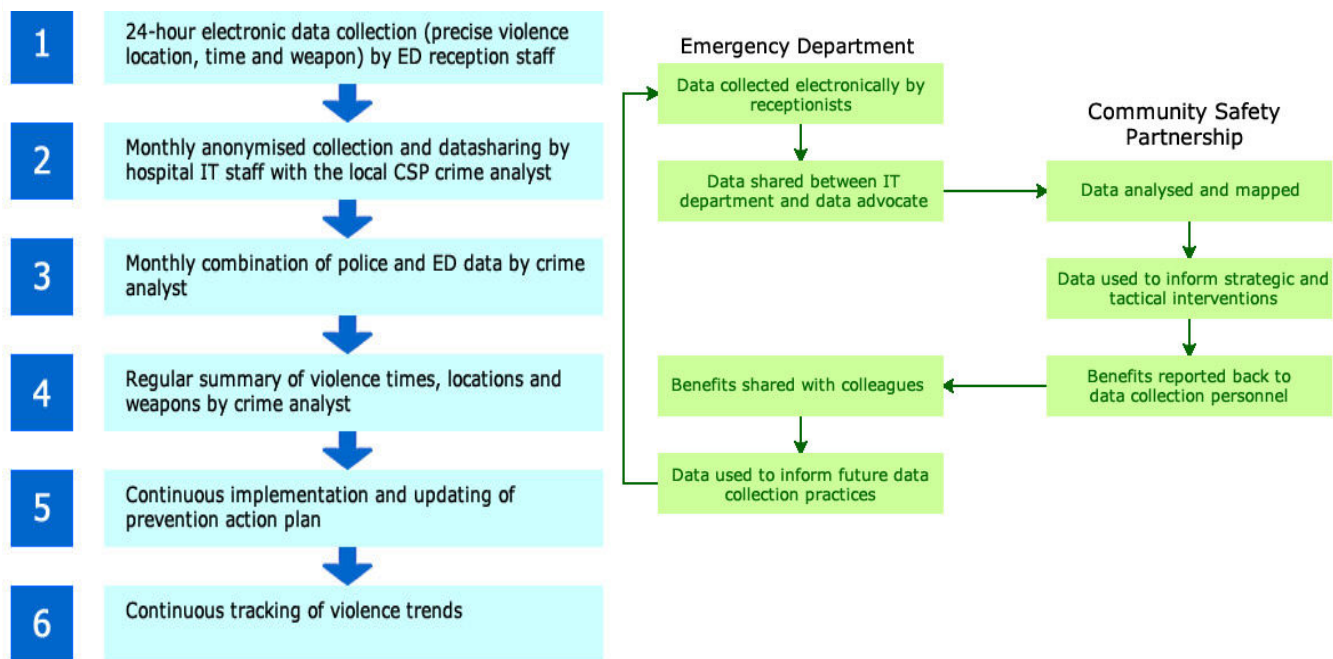 1
24-hour electronic data collection (precise violence
location, time and weapon) by ED reception staff
2
Monthly anonymised collection and datasharing by
hospital IT staff with the local CSP crime analyst
3
Monthly combination of police and ED data by crime
analyst
4
Regular summary of violence times, locations and
weapons by crime analyst
5
Continuous implementation and updating of
prevention action plan
6
Continuous tracking of violence trends
Emergency Department
Data collected electronically by
receptionists
Data shared between IT
department and data advocate
Community Safety
Partnership
Data analysed and mapped
Data used to inform strategic and
tactical interventions
Benefits reported back to
data collection personnel
Benefits shared with colleagues
Data used to inform future data
collection practices